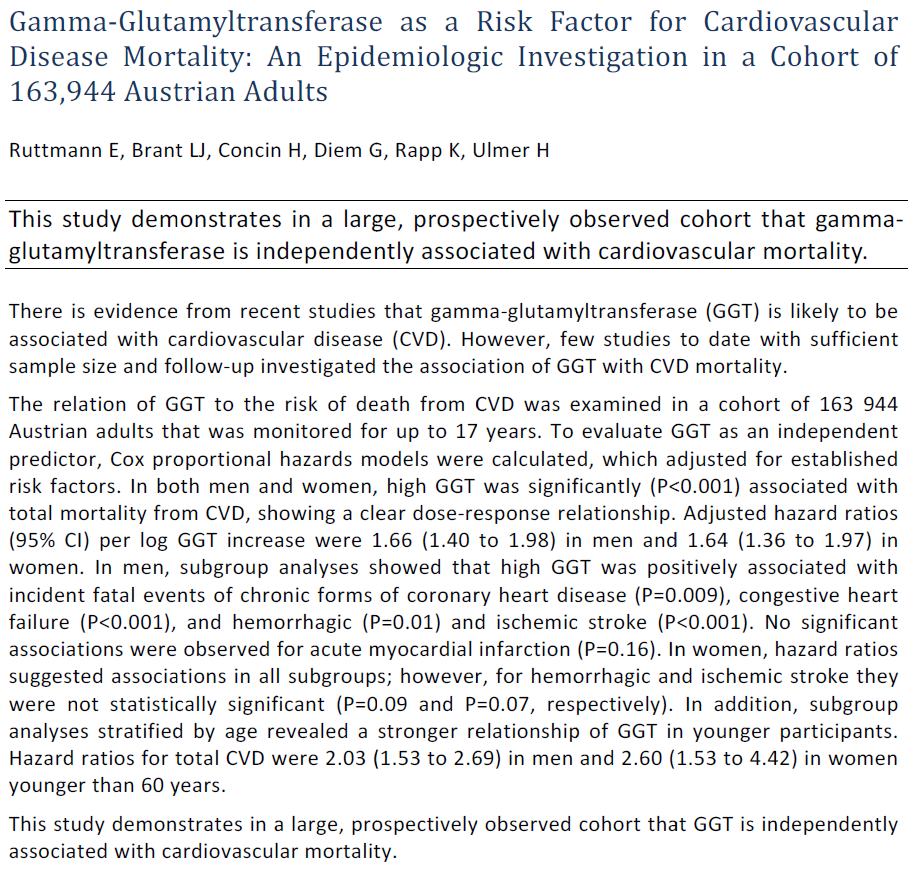 Gamma-Glutamyltransferase as a Risk Factor for Cardiovascular
Disease Mortality: An Epidemiologic Investigation in a Cohort of
163,944 Austrian Adults
Ruttmann E, Brant LJ, Concin H, Diem G, Rapp K, Ulmer H
This study demonstrates in a large, prospectively observed cohort that gamma-
glutamyltransferase is independently associated with cardiovascular mortality.
There is evidence from recent studies that gamma-glutamyltransferase (GGT) is likely to be
associated with cardiovascular disease (CVD). However, few studies to date with sufficient
sample size and follow-up investigated the association of GGT with CVD mortality.
The relation of GGT to the risk of death from CVD was examined in a cohort of 163 944
Austrian adults that was monitored for up to 17 years. To evaluate GGT as an independent
predictor, Cox proportional hazards models were calculated, which adjusted for established
risk factors. In both men and women, high GGT was significantly (P<0.001) associated with
total mortality from CVD, showing a clear dose-response relationship. Adjusted hazard ratios
(95% CI) per log GGT increase were 1.66 (1.40 to 1.98) in men and 1.64 (1.36 to 1.97) in
women. In men, subgroup analyses showed that high GGT was positively associated with
incident fatal events of chronic forms of coronary heart disease (P=0.009), congestive heart
failure (P<0.001), and hemorrhagic (P=0.01) and ischemic stroke (P<0.001). No significant
associations were observed for acute myocardial infarction (P=0.16). In women, hazard ratios
suggested associations in all subgroups; however, for hemorrhagic and ischemic stroke they
were not statistically significant (P=0.09 and P=0.07, respectively). In addition, subgroup
analyses stratified by age revealed a stronger relationship of GGT in younger participants.
Hazard ratios for total CVD were 2.03 (1.53 to 2.69) in men and 2.60 (1.53 to 4.42) in women
younger than 60 years.
This study demonstrates in a large, prospectively observed cohort that GGT is independently
associated with cardiovascular mortality.